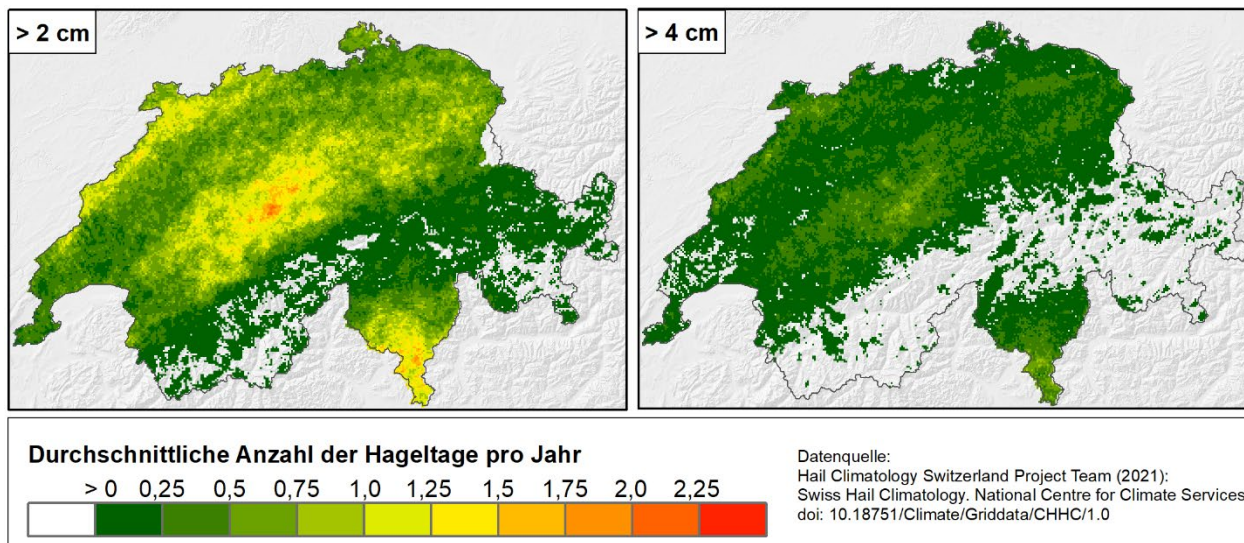 > 2 cm
> 4 cm
Durchschnittliche Anzahl der Hageltage pro Jahr
> 0 0,25 0,5 0,75 1,0 1,25 1,5 1,75 2,0 2,25
Datenquelle:
Hail Climatology Switzerland Project Team (2021):
Swiss Hail Climatology. National Centre for Climate Services
doi: 10.18751/Climate/Griddata/CHHC/1.0